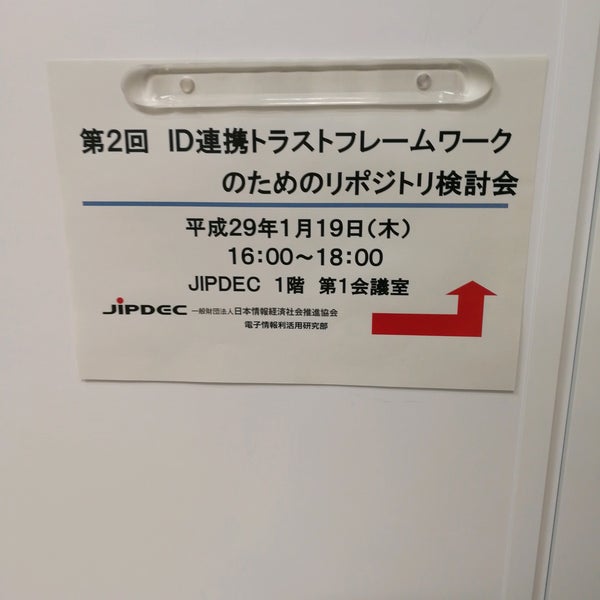 第2回 ID連携トラストフレームワーク
のためのリポジトリ検討会
平成29年1月19日(木)
16:00～18:00
JIPDEC 1階 第1会議室
JIPDEC 一般財団法人日本情報経済社会推進協会
電子情報利活用研究部